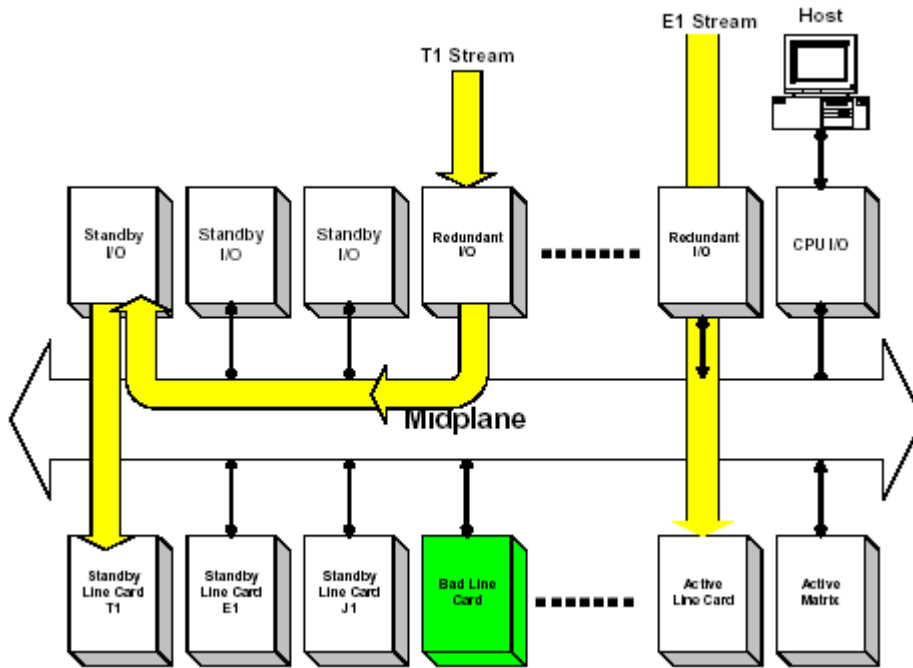 E1 Stream
Host
T1 Stream
Standby
I/O
Standby
I/O
Standby
I/O
Redundant
I/O
Redundant
I/O
CPU I/O
Midplane
Standby
Line Card
T1
Standby
Line Card
E1
Standby
Line Card
J1
Bad Line
Card
Active
Line Card
Active
Matrix